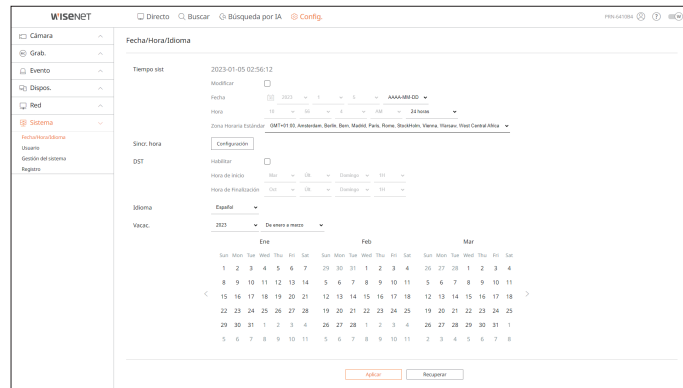 WISENET
Directo Buscar Búsqueda por IA Config.
PRN-6410B4
Cámara
Grab.
Evento
Dispos.
Red
Sistema
Fecha/Hora/Idioma
Usuario
Gestión del sistema
Registro
Fecha/Hora/Idioma
Tiempo sist 2023-01-05 02:56:12
Modificar
Fecha 2023 1 5 AAAA-MM-DD
Hora AM 24 horas
Zona Horaria Estándar GMT+01:00, Amsterdam, Berlin, Bern, Madrid, Paris, Rome, Stockholm, Vienna, Warsaw, West Central Africa
Sincr. hora Configuración
DST Habilitar
Hora de inicio Mar Últ. Domingo 1H
Hora de Finalización Oct Últ. Domingo 1H
Idioma Español
Vacac. 2023 De enero a marzo
Ene Feb Mar
Sun Mon Tue Wed Thu Fri Sat Sun Mon Tue Wed Thu Fri Sat Sun Mon Tue Wed Thu Fri Sat
1 2 3 4 5 6 7 29 30 31 1 2 3 4 26 27 28 1 2 3 4
8 9 10 11 12 13 14 5 6 7 8 9 10 11 5 6 7 8 9 10 11
15 16 17 18 19 20 21 12 13 14 15 16 17 18 12 13 14 15 16 17 18
22 23 24 25 26 27 28 19 20 21 22 23 24 25 19 20 21 22 23 24 25
29 30 31 1 2 3 4 26 27 28 1 2 3 4 26 27 28 29 30 31 1
5 6 7 8 9 10 11 5 6 7 8 9 10 11 2 3 4 5 6 7 8
Aplicar Recuperar